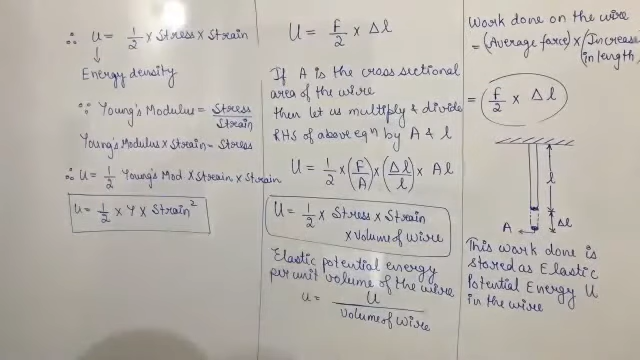 ∴ U = 1/2 × Stress × Strain
Energy density
∵ Young's Modulus = Stress/Strain
Young's Modulus × Strain = Stress
∴ U = 1/2 Young's Mod × Strain × Strain
U = 1/2 × Y × Strain²
U = F/2 × Δl
If A is the cross sectional
area of the wire
then let us multiply & divide
RHS of above eqn by A & l
U = 1/2 × (F/A) × (Δl/l) × Al
U = 1/2 × Stress × Strain
× Volume of Wire
Elastic potential energy
per unit volume of the wire
u = U/Volume of Wire
Work done on the wire
= (Average force) × (Increase
in length)
= F/2 × Δl
l
Δl
A
This work done is
stored as Elastic
Potential Energy U
in the wire